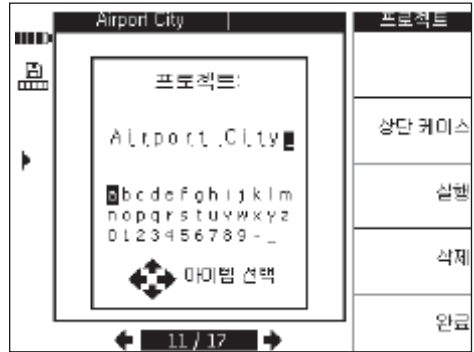 Airport City
프로젝트
프로젝트:
Airport City
abcdefghijklm
nopqrstuvwxyz
0123456789-_
아이템 선택
상단 케이스
실행
삭제
완료
11 / 17